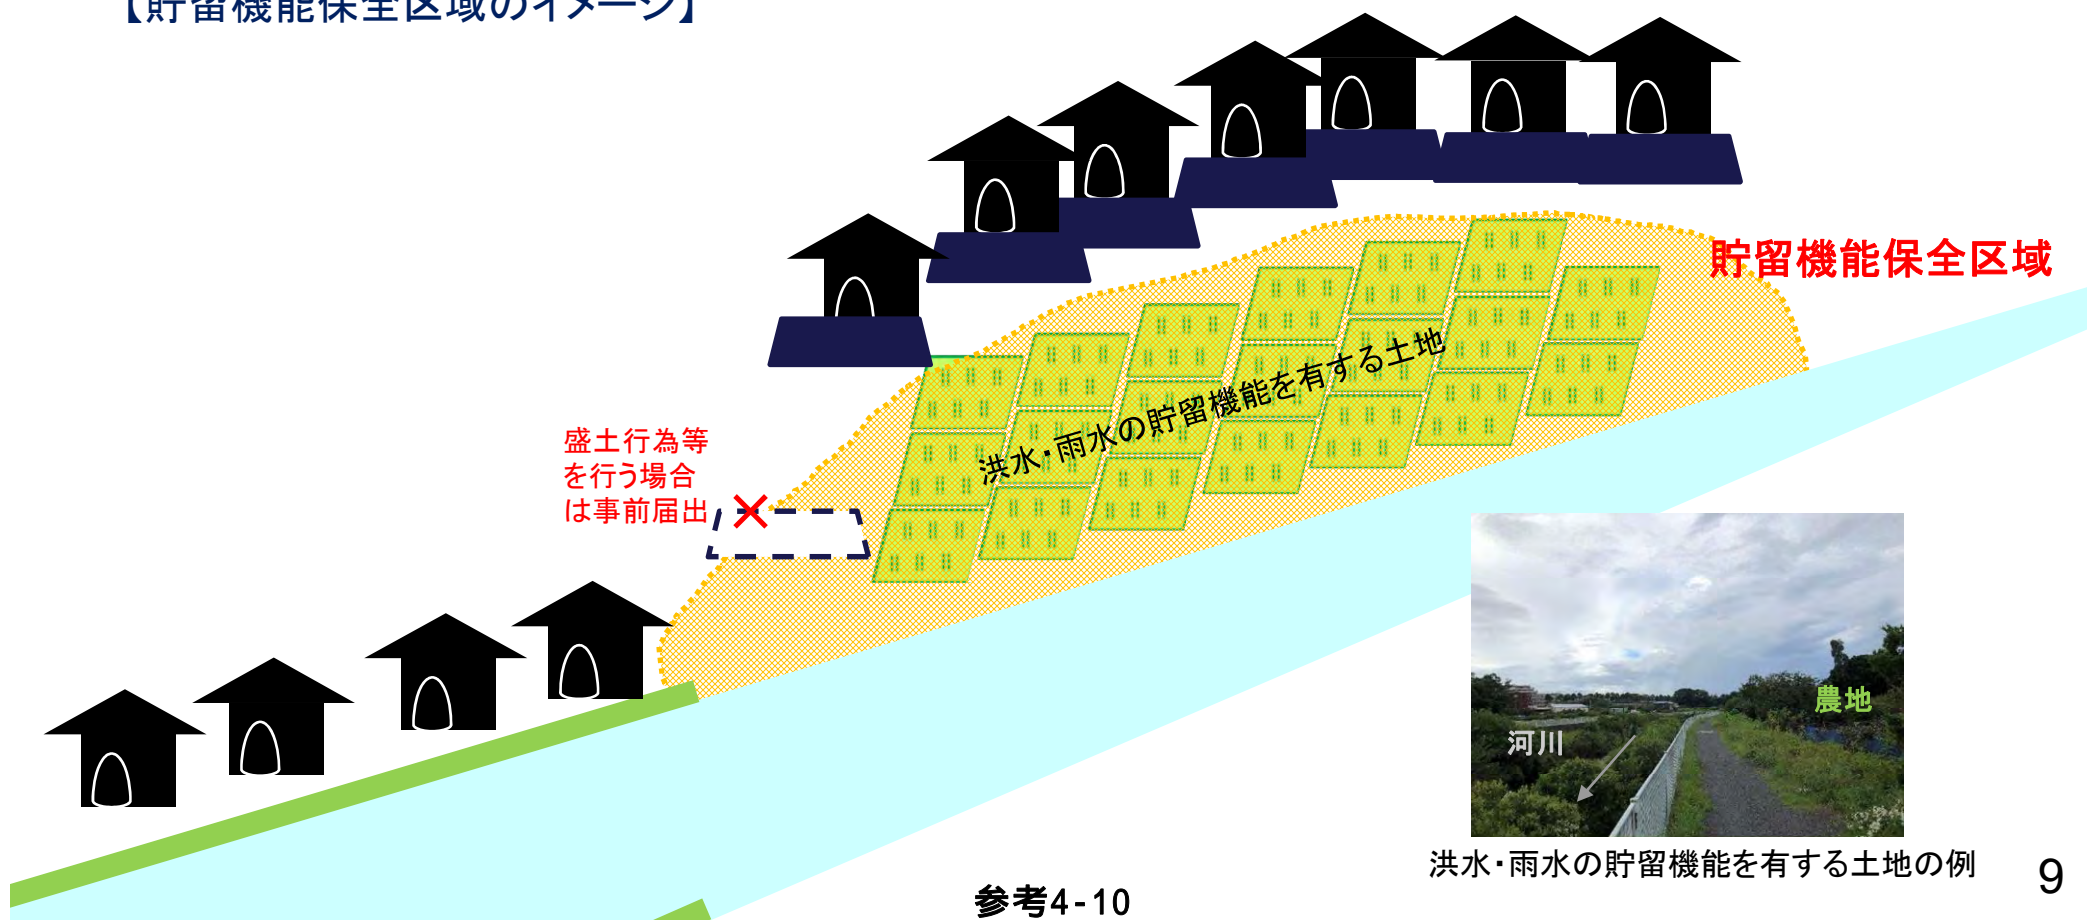 【貯留機能保全区域のイメージ】
貯留機能保全区域
洪水・雨水の貯留機能を有する土地
盛土行為等
を行う場合
は事前届出
農地
河川
洪水・雨水の貯留機能を有する土地の例
9
参考4-10